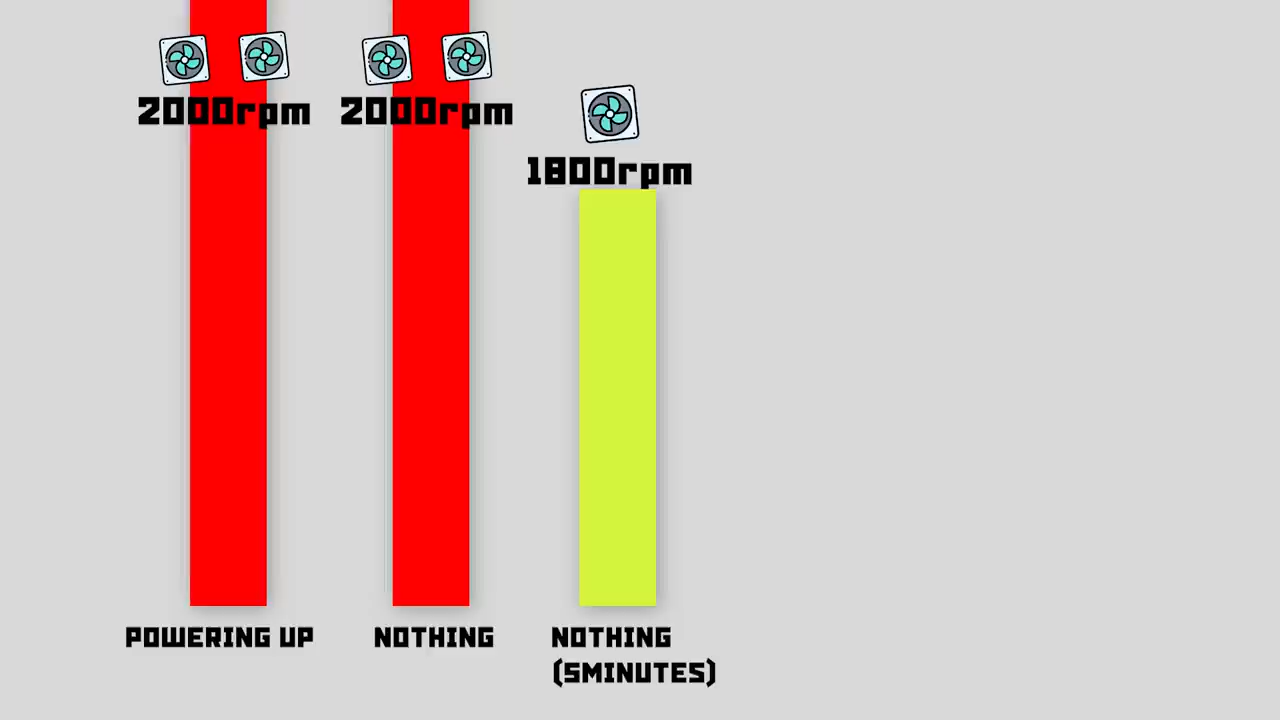 2000rpm
2000rpm
1800rpm
POWERING UP
NOTHING
NOTHING
(5MINUTES)